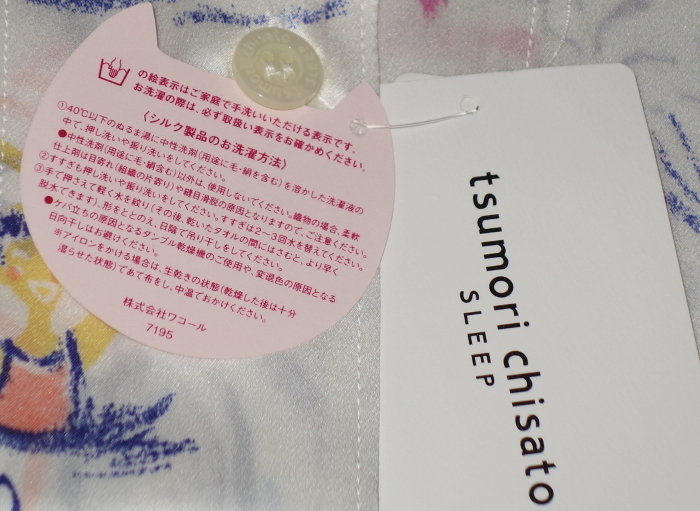 の絵表示はご家庭で手洗いいただける表示です。
お洗濯の際は、必ず取扱い表示をお確かめください。
〈シルク製品のお洗濯方法〉
①40℃以下のぬるま湯に中性洗剤(用途に毛・絹を含む)を溶かした洗濯液の
中で、押し洗いや振り洗いをしてください。
●中性洗剤(用途に毛・絹含む)以外は、使用しないでください。織物の場合、柔軟
仕上剤は目寄れ(組織の片寄り)や縫目滑脱の原因となりますので、ご注意ください。
②すすぎも押し洗いや振り洗いをしてください。すすぎは2〜3回水を替えてください。
③手で押さえて軽く水を絞り(その後、乾いたタオルの間にはさむと、より早く
脱水できます)、形をととのえ、日陰で吊り干しをしてください。
●ケバ立ちの原因となるタンブル乾燥機のご使用や、変退色の原因となる
日向干しはお避けください。
※アイロンをかける場合は、生乾きの状態(乾燥した後は十分
湿らせた状態)であて布をし、中温でおかけください。
株式会社ワコール
7195
tsumori chisato
SLEEP